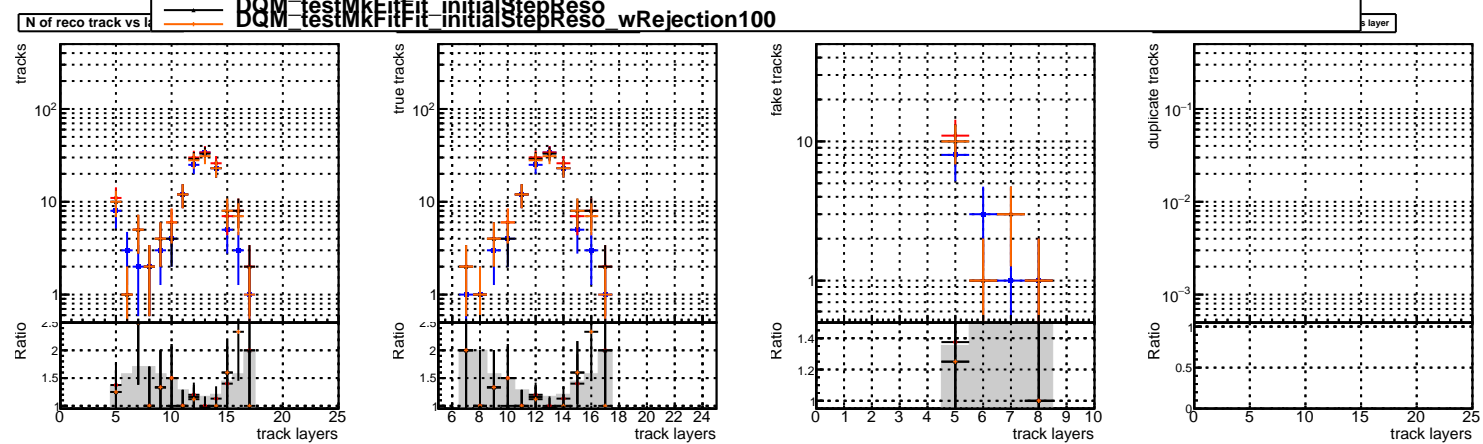 DQM_testMkFitFit_initialStepReso
DQM_testMkFitFit_initialStepReso_wRejection100
N of reco track vs la
s layer
tracks
10²
10
1
Ratio
2.5
2
1.5
1
0 5 10 15 20 25
track layers
true tracks
10²
10
1
Ratio
2.5
2
1.5
1
6 8 10 12 14 16 18 20 22 24
track layers
fake tracks
10
1
Ratio
1.4
1.2
1
0 1 2 3 4 5 6 7 8 9 10
track layers
duplicate tracks
10⁻¹
10⁻²
10⁻³
Ratio
1
0.5
0
0 5 10 15 20 25
track layers